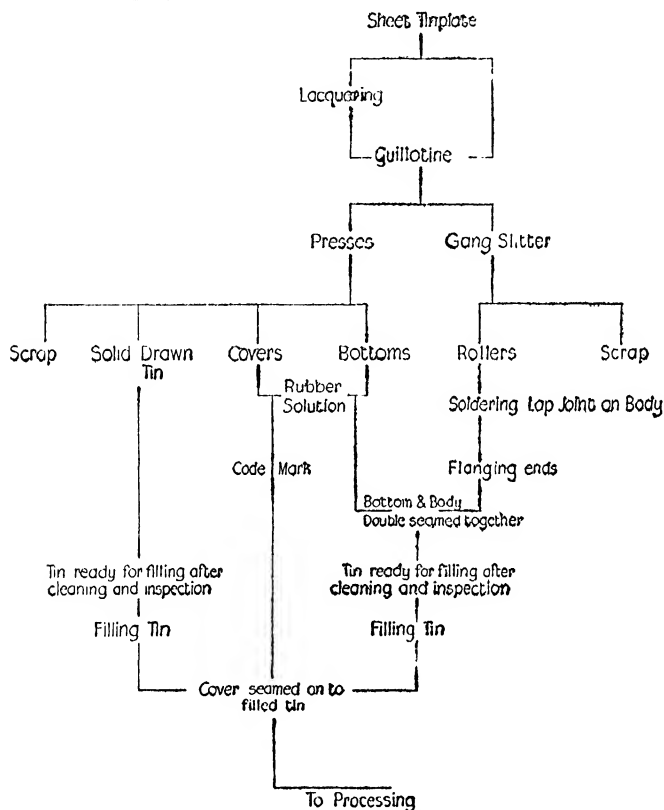 Sheet Tinplate
Lacquering
Guillotine
Presses Gang Slitter
Scrap Solid Drawn Covers Bottoms Rollers Scrap
Tin
Rubber
Solution
Soldering Lap Joint on Body
Code Mark
Flanging ends
Bottom & Body
Double seamed together
Tin ready for filling after
cleaning and inspection
Tin ready for filling after
cleaning and inspection
Filling Tin Filling Tin
Cover seamed on to
filled tin
To Processing